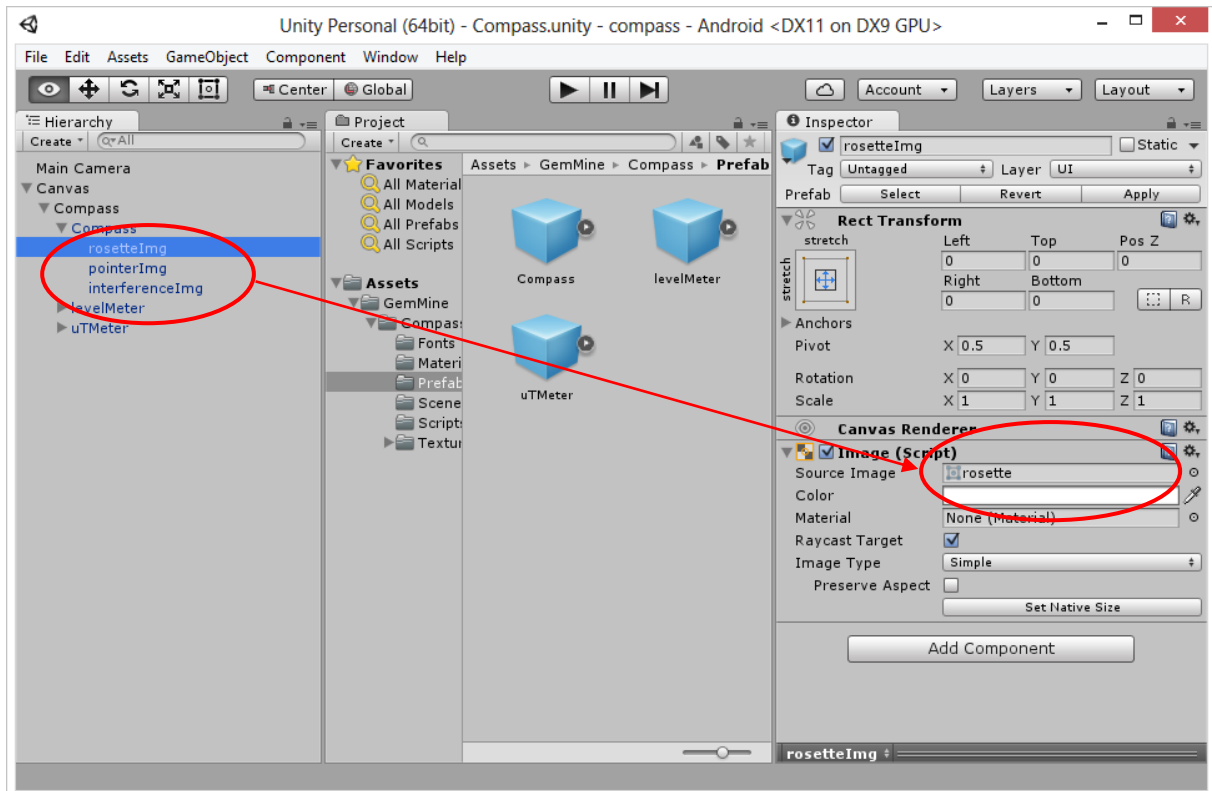 Unity Personal (64bit) - Compass.unity - compass - Android <DX11 on DX9 GPU>
File Edit Assets GameObject Component Window Help
Center Global Account Layers Layout
Hierarchy
Create All
Main Camera
Canvas
Compass
Compass
rosetteImg
pointerImg
interferenceImg
levelMeter
uTMeter
Project
Create
Favorites
All Material
All Models
All Prefabs
All Scripts
Assets
GemMine
Compass
Fonts
Materi
Prefab
Scene
Scripts
Textur
Assets GemMine Compass Prefab
Compass levelMeter
uTMeter
Inspector
rosetteImg Static
Tag Untagged Layer UI
Prefab Select Revert Apply
Rect Transform
stretch Left Top Pos Z
stretch
0 0 0
Right Bottom
0 0 R
Anchors
Pivot X 0.5 Y 0.5
Rotation X 0 Y 0 Z 0
Scale X 1 Y 1 Z 1
Canvas Renderer
Image (Script)
Source Image rosette
Color
Material None (Material)
Raycast Target
Image Type Simple
Preserve Aspect
Set Native Size
Add Component
rosetteImg